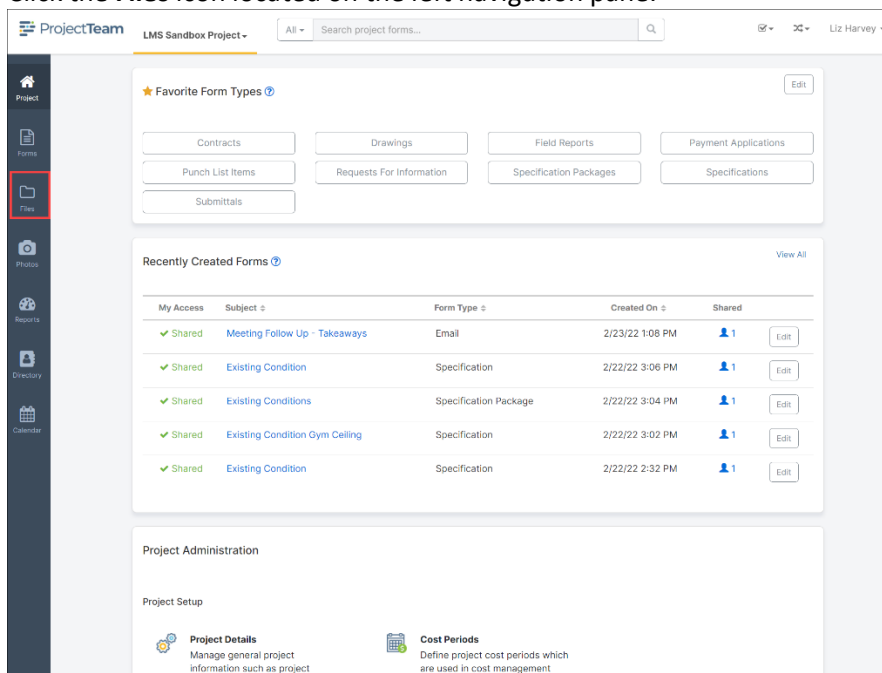 Click the Files icon located on the left navigation panel
ProjectTeam
LMS Sandbox Project
All
Search project forms...
Liz Harvey
Project
Forms
Files
Photos
Reports
Directory
Calendar
Favorite Form Types
Edit
Contracts Drawings Field Reports Payment Applications
Punch List Items Requests For Information Specification Packages Specifications
Submittals
Recently Created Forms
View All
My Access Subject Form Type Created On Shared
Shared Meeting Follow Up - Takeaways Email 2/23/22 1:08 PM 1 Edit
Shared Existing Condition Specification 2/22/22 3:06 PM 1 Edit
Shared Existing Conditions Specification Package 2/22/22 3:04 PM 1 Edit
Shared Existing Condition Gym Ceiling Specification 2/22/22 3:02 PM 1 Edit
Shared Existing Condition Specification 2/22/22 2:32 PM 1 Edit
Project Administration
Project Setup
Project Details
Manage general project
information such as project
Cost Periods
Define project cost periods which
are used in cost management